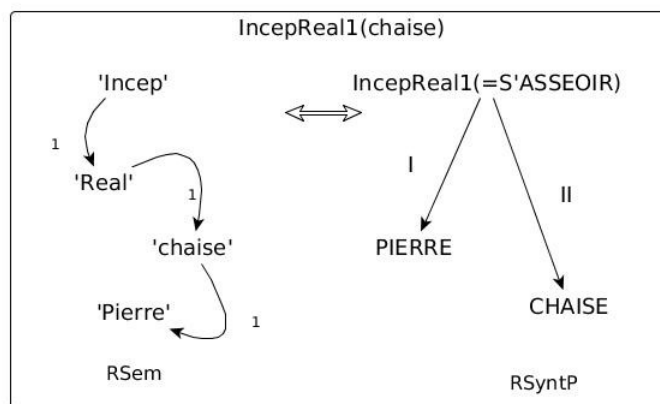 IncepReal1(chaise)
'Incep'
1
'Real'
1
'chaise'
'Pierre'
1
RSem
IncepReal1(=S'ASSEOIR)
I
II
PIERRE
CHAISE
RSyntP